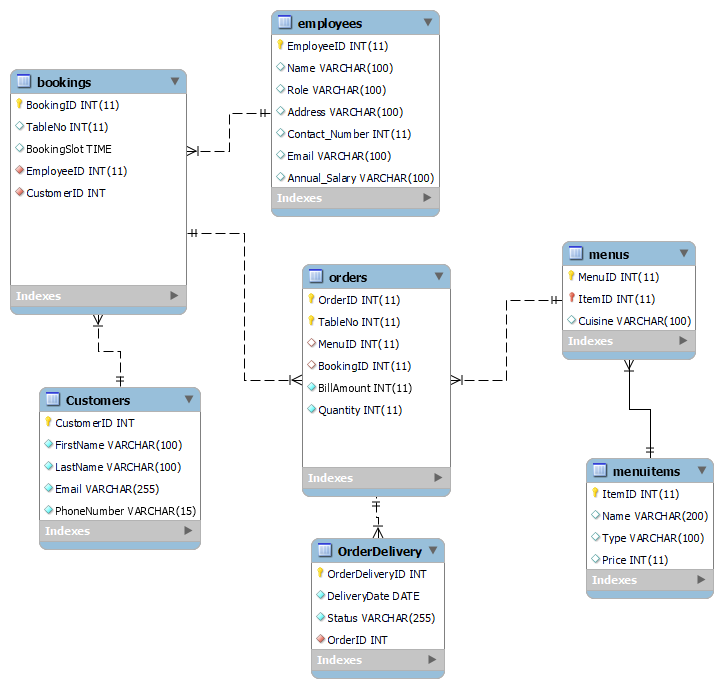 employees
EmployeeID INT(11)
Name VARCHAR(100)
Role VARCHAR(100)
Address VARCHAR(100)
Contact_Number INT(11)
Email VARCHAR(100)
Annual_Salary VARCHAR(100)
Indexes
bookings
BookingID INT(11)
TableNo INT(11)
BookingSlot TIME
EmployeeID INT(11)
CustomerID INT
Indexes
orders
OrderID INT(11)
TableNo INT(11)
MenuID INT(11)
BookingID INT(11)
BillAmount INT(11)
Quantity INT(11)
Indexes
menus
MenuID INT(11)
ItemID INT(11)
Cuisine VARCHAR(100)
Indexes
Customers
CustomerID INT
FirstName VARCHAR(100)
LastName VARCHAR(100)
Email VARCHAR(255)
PhoneNumber VARCHAR(15)
Indexes
menuitems
ItemID INT(11)
Name VARCHAR(200)
Type VARCHAR(100)
Price INT(11)
Indexes
OrderDelivery
OrderDeliveryID INT
DeliveryDate DATE
Status VARCHAR(255)
OrderID INT
Indexes